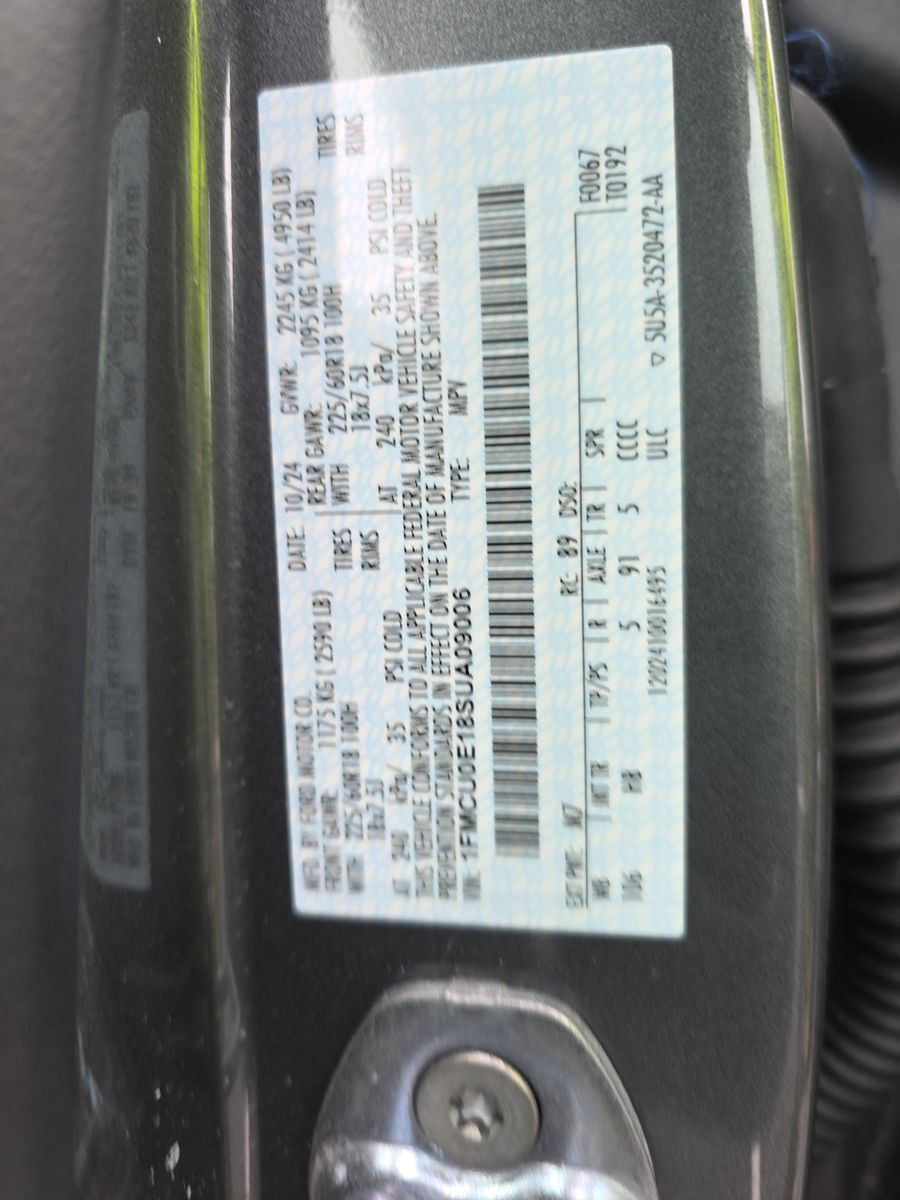 MFD. BY FORD MOTOR CO. DATE: 10/24 GVWR: 2245 KG ( 4950 LB)
FRONT GAWR: 1175 KG ( 2590 LB) REAR GAWR: 1095 KG ( 2414 LB)
WITH 225/60R18 100H TIRES WITH 225/60R18 100H TIRES
18x7.5J RIMS 18x7.5J RIMS
AT 240 kPa/ 35 PSI COLD AT 240 kPa/ 35 PSI COLD
THIS VEHICLE CONFORMS TO ALL APPLICABLE FEDERAL MOTOR VEHICLE SAFETY AND THEFT
PREVENTION STANDARDS IN EFFECT ON THE DATE OF MANUFACTURE SHOWN ABOVE.
VIN: 1FMCU0E18SUA09006 TYPE: MPV
EXT PNT: RC: 89 DSO: F0067
WB INT TR TP/PS R AXLE TR SPR T0192
106 HB 5 91 5 CCCC
ULC
1202410016495 ▽ 5U5A-3520472-AA